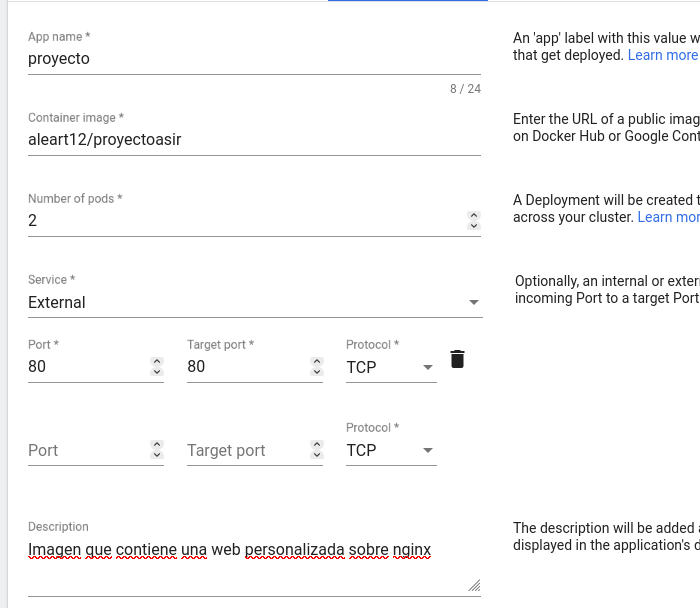 App name *
proyecto
An 'app' label with this value w
that get deployed. Learn more
8 / 24
Container image *
aleart12/proyectoasir
Enter the URL of a public imag
on Docker Hub or Google Cont
Number of pods *
2
A Deployment will be created t
across your cluster. Learn mor
Service *
External
Optionally, an internal or exter
incoming Port to a target Port
Port * Target port * Protocol *
80 80 TCP
Protocol *
Port Target port TCP
Description
Imagen que contiene una web personalizada sobre nginx
The description will be added a
displayed in the application's d